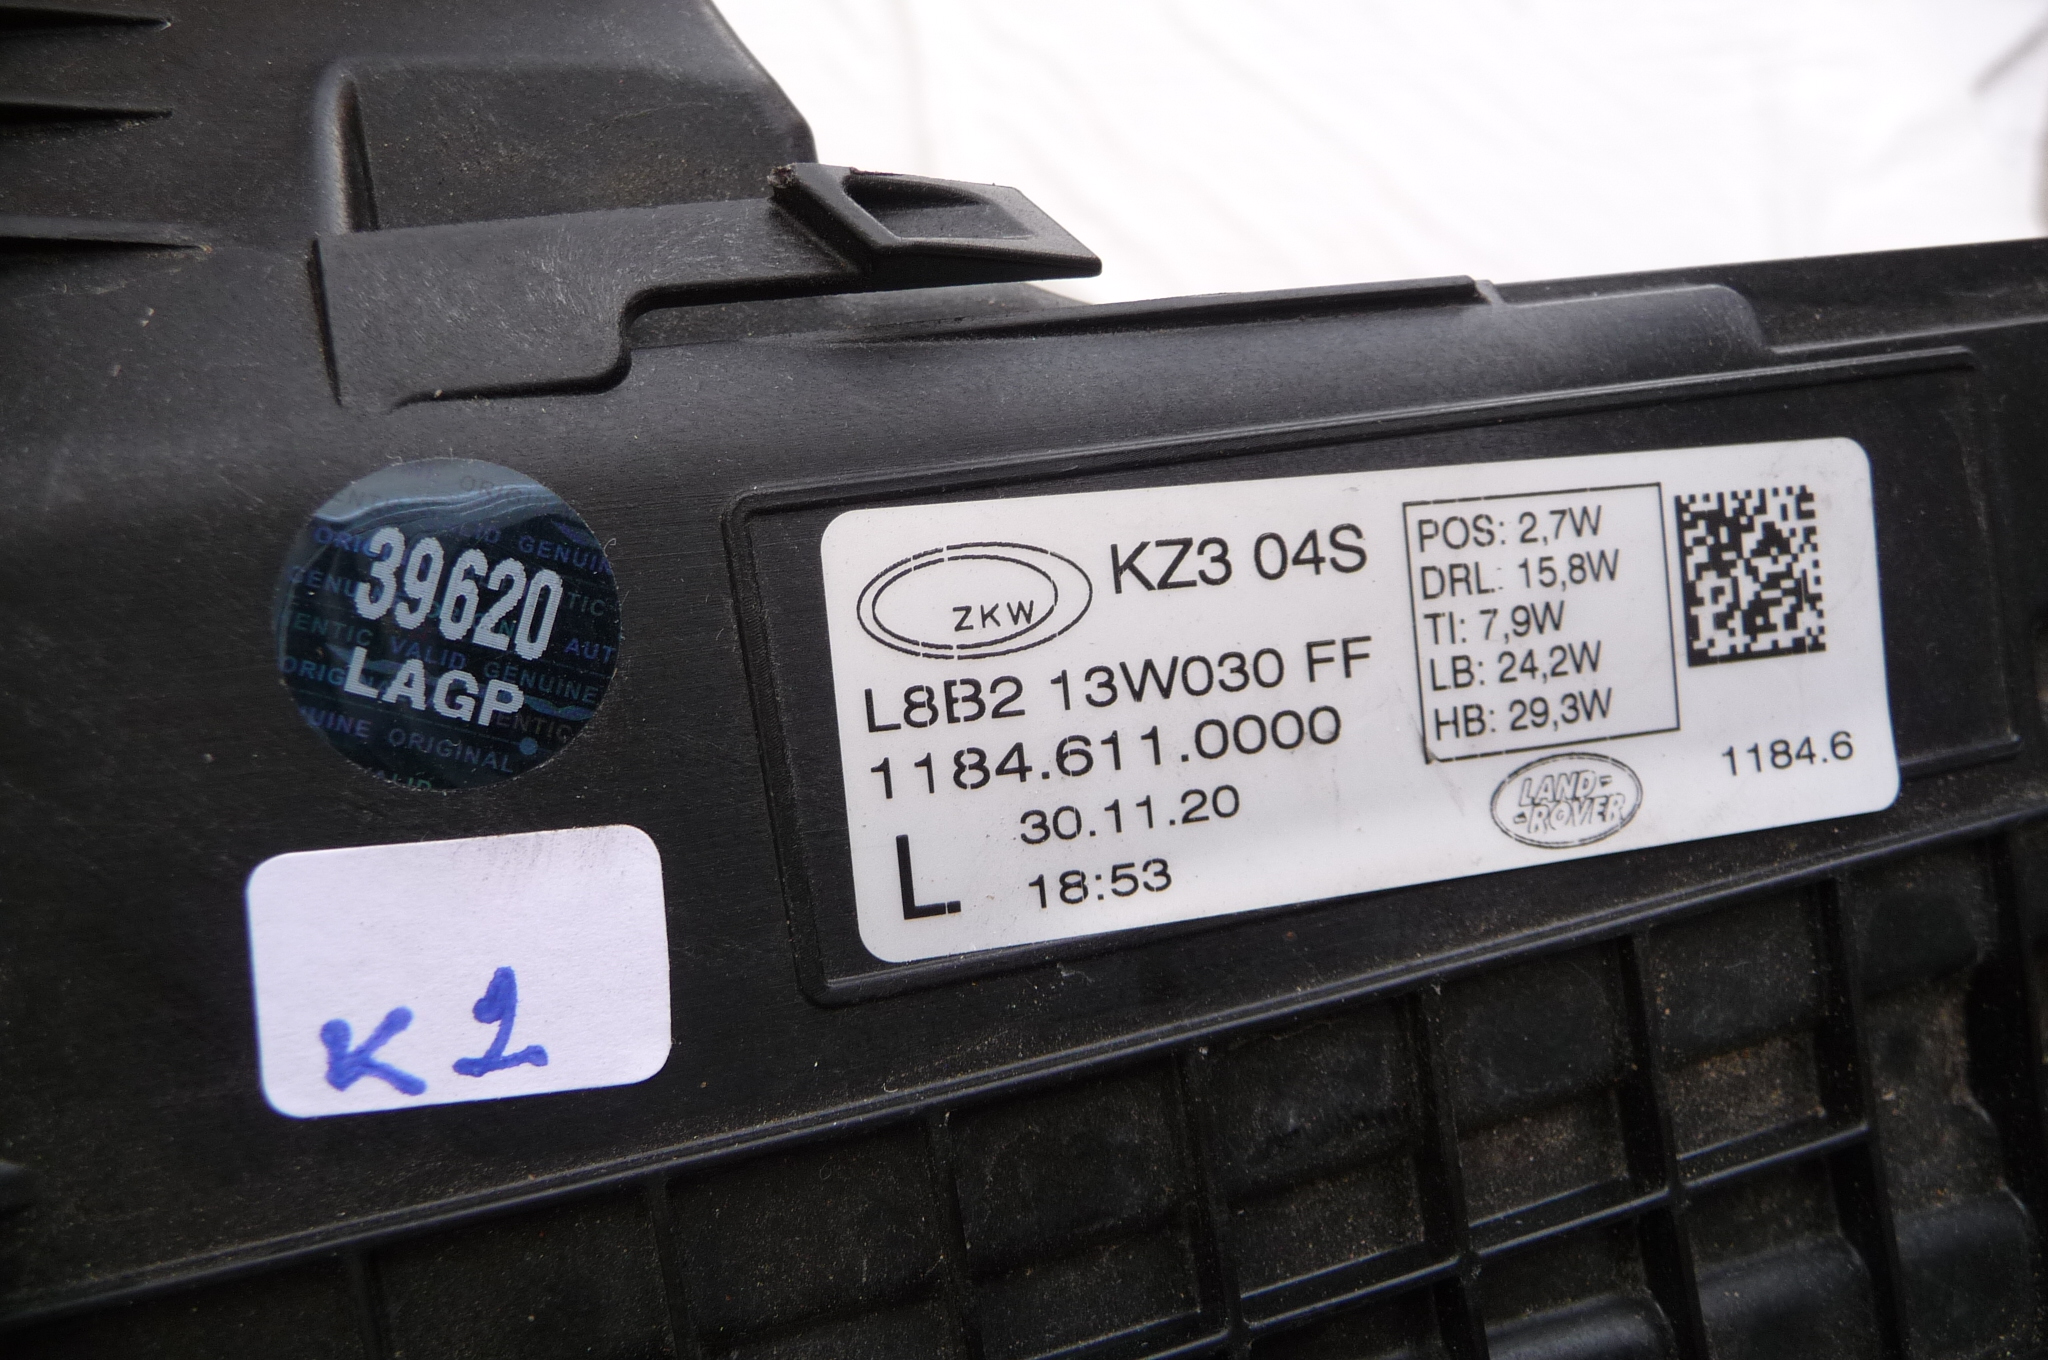 39620
LAGP
K 1
ZKW
KZ3 04S
L8B2 13W030 FF
1184.611.0000
L
30.11.20
18:53
POS: 2,7W
DRL: 15,8W
TI: 7,9W
LB: 24,2W
HB: 29,3W
LAND-
-ROVER
1184.6